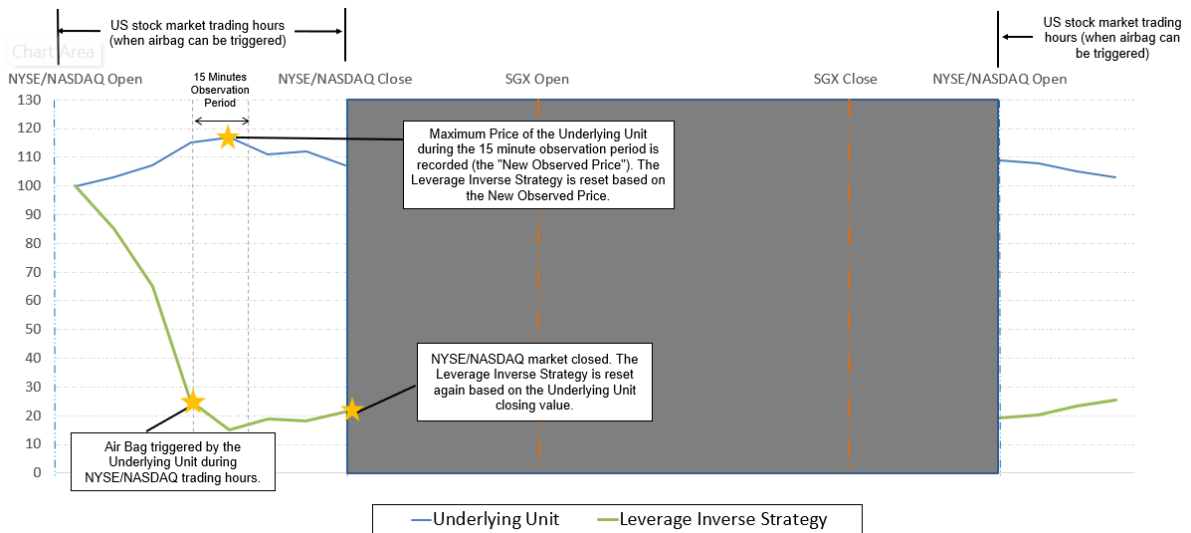 US stock market trading hours
(when airbag can be triggered)
US stock market trading
hours (when airbag can
be triggered)
Chart Area
NYSE/NASDAQ Open
15 Minutes
Observation
Period
NYSE/NASDAQ Close
SGX Open
SGX Close
NYSE/NASDAQ Open
130
120
110
100
90
80
70
60
50
40
30
20
10
0
Maximum Price of the Underlying Unit
during the 15 minute observation period is
recorded (the "New Observed Price"). The
Leverage Inverse Strategy is reset based on
the New Observed Price.
NYSE/NASDAQ market closed. The
Leverage Inverse Strategy is reset
again based on the Underlying Unit
closing value.
Air Bag triggered by the
Underlying Unit during
NYSE/NASDAQ trading hours.
Underlying Unit
Leverage Inverse Strategy